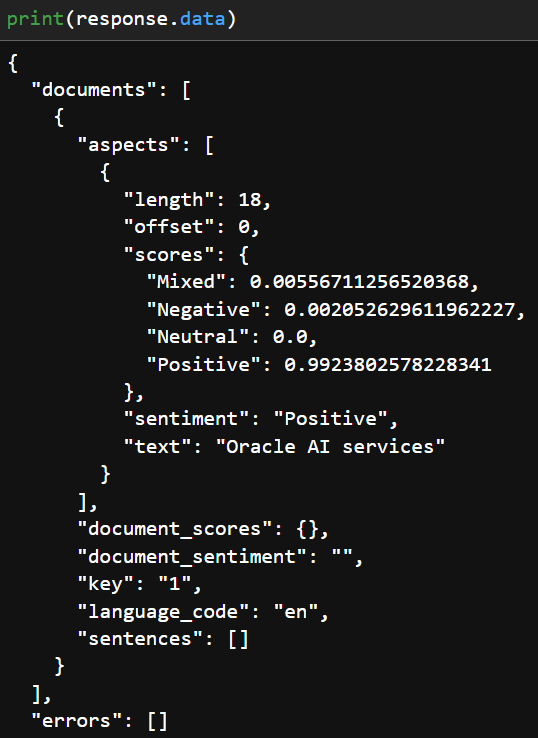 print(response.data)
{
  "documents": [
    {
      "aspects": [
        {
          "length": 18,
          "offset": 0,
          "scores": {
            "Mixed": 0.00556711256520368,
            "Negative": 0.002052629611962227,
            "Neutral": 0.0,
            "Positive": 0.9923802578228341
          },
          "sentiment": "Positive",
          "text": "Oracle AI services"
        }
      ],
      "document_scores": {},
      "document_sentiment": "",
      "key": "1",
      "language_code": "en",
      "sentences": []
    }
  ],
  "errors": []